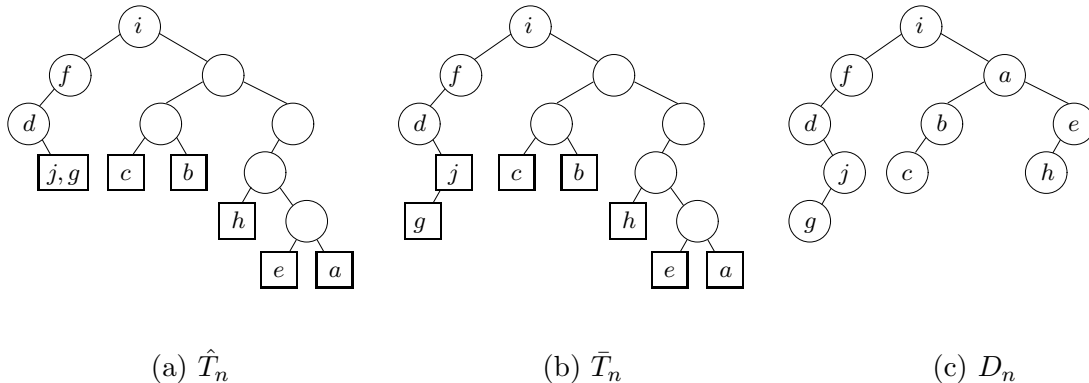 i i i
f f f a
d d d b e
j, g c b j c b j c h
h g h g
e a e a
(a) T̂ₙ (b) T̄ₙ (c) Dₙ